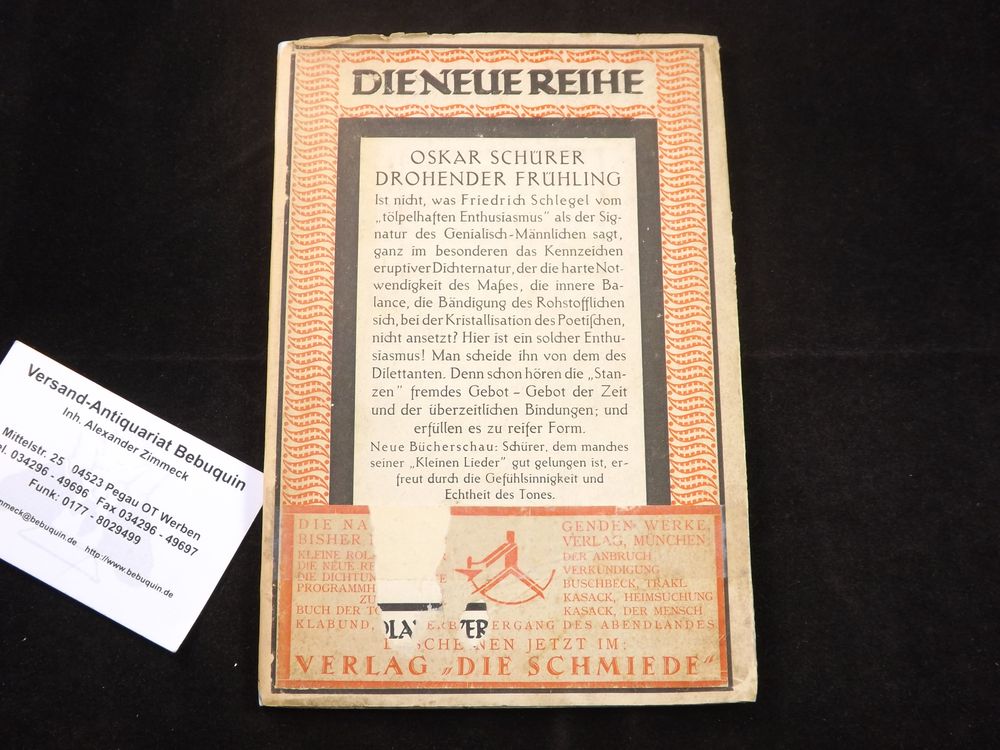 DIE NEUE REIHE
OSKAR SCHÜRER
DROHENDER FRÜHLING
Ist nicht, was Friedrich Schlegel vom
„tölpelhaften Enthusiasmus" als der Sig-
natur des Genialisch-Männlichen sagt,
ganz im besonderen das Kennzeichen
eruptiver Dichternatur, der die harte Not-
wendigkeit des Maßes, die innere Ba-
lance, die Bändigung des Rohstofflichen
sich, bei der Kristallisation des Poetischen,
nicht ansetzt? Hier ist ein solcher Enthu-
siasmus! Man scheide ihn von dem des
Dilettanten. Denn schon hören die „Stan-
zen" fremdes Gebot – Gebot der Zeit
und der überzeitlichen Bindungen; und
erfüllen es zu reifer Form.
Neue Bücherschau: Schürer, dem manches
seiner „Kleinen Lieder" gut gelungen ist, er-
freut durch die Gefühlsinnigkeit und
Echtheit des Tones.
DIE NA GENDEN WERKE,
BISHER VERLAG, MÜNCHEN
KLEINE ROL DER ANBRUCH
DIE NEUE RE VERKÜNDIGUNG
DIE DICHTUN BUSCHBECK, TRAKL
PROGRAMMH KASACK, HEIMSUCHUNG
ZU
BUCH DER TO KASACK, DER MENSCH
KLABUND, ERGANG DES ABENDLANDES
SCHEINEN JETZT IM:
VERLAG „DIE SCHMIEDE"
Versand-Antiquariat Bebuquin
Inh. Alexander Zimmeck
Mittelstr. 25 04523 Pegau OT Werben
el. 034296 - 49696 Fax 034296 - 49697
Funk: 0177 - 8029499
mmeck@bebuquin.de http://www.bebuquin.de